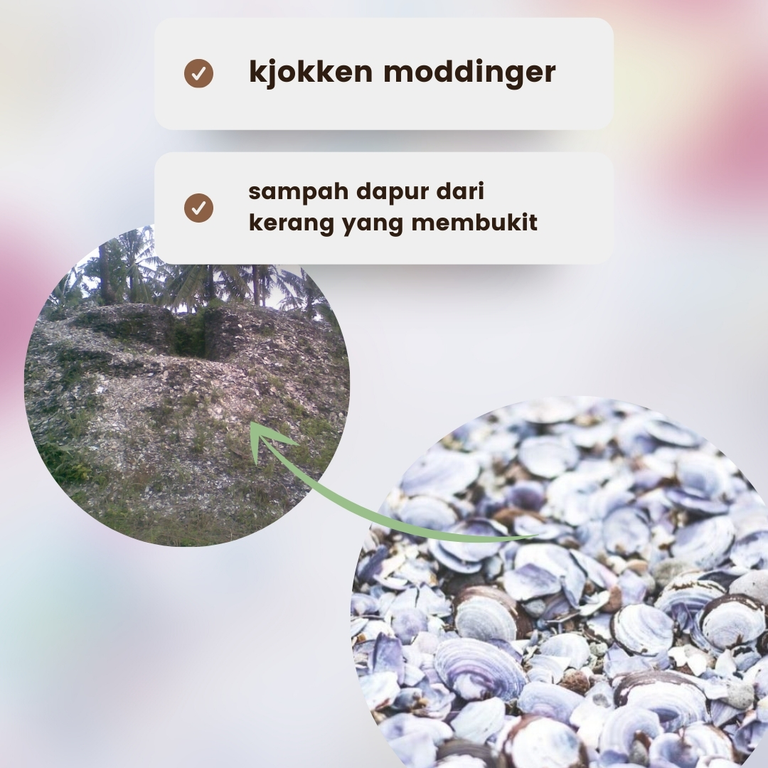 kjokken moddinger
sampah dapur dari
kerang yang membukit